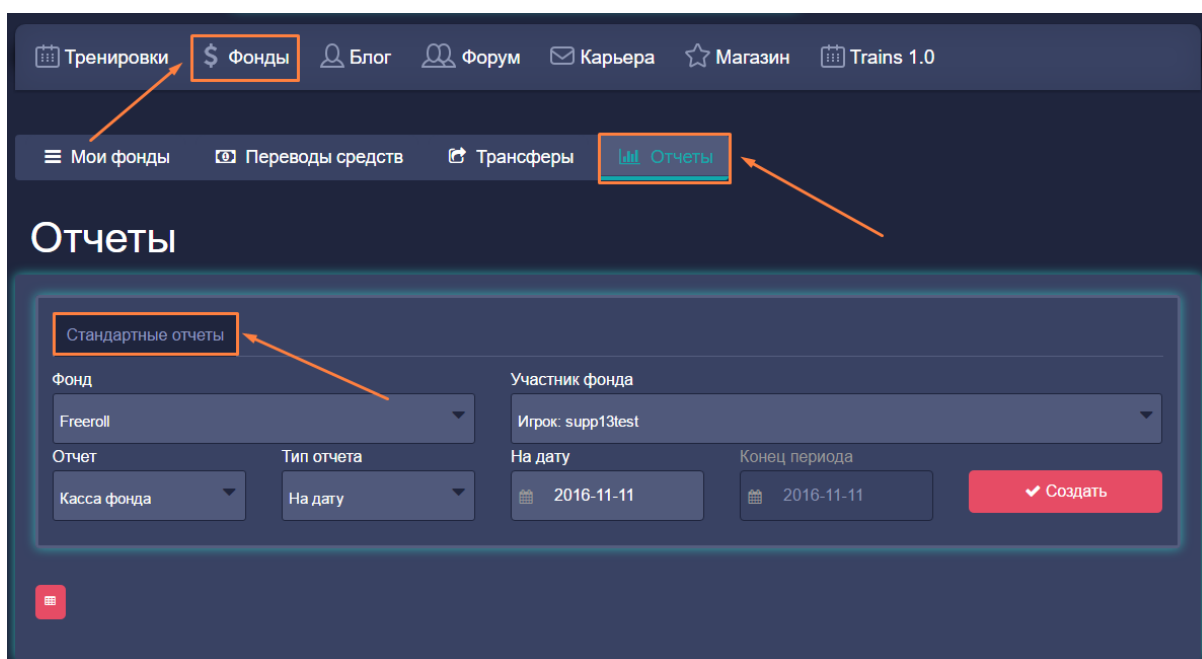 Тренировки Фонды Блог Форум Карьера Магазин Trains 1.0
Мои фонды Переводы средств Трансферы Отчеты
Отчеты
Стандартные отчеты
Фонд Участник фонда
Freeroll Игрок: supp13test
Отчет Тип отчета На дату Конец периода
Касса фонда На дату 2016-11-11 2016-11-11 Создать